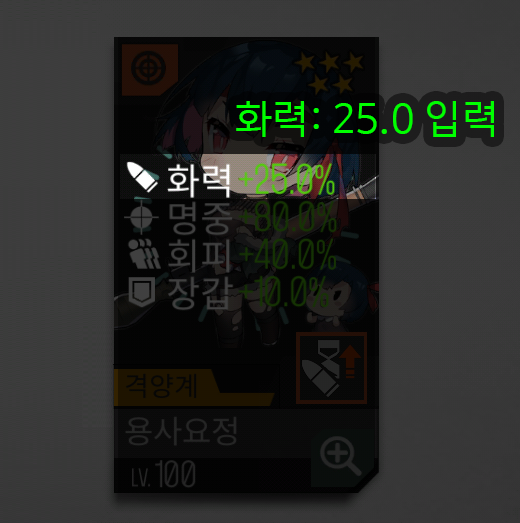 화력: 25.0 입력
화력 +25.0%
명중 +80.0%
회피 +40.0%
장갑 +10.0%
격양계
용사요정
LV.100